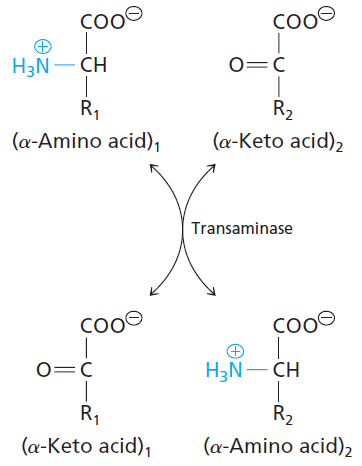 COO⊖ COO⊖
⊕
H₃N—CH O=C
R₁ R₂
(α-Amino acid)₁ (α-Keto acid)₂
Transaminase
COO⊖ COO⊖
⊕
O=C H₃N—CH
R₁ R₂
(α-Keto acid)₁ (α-Amino acid)₂